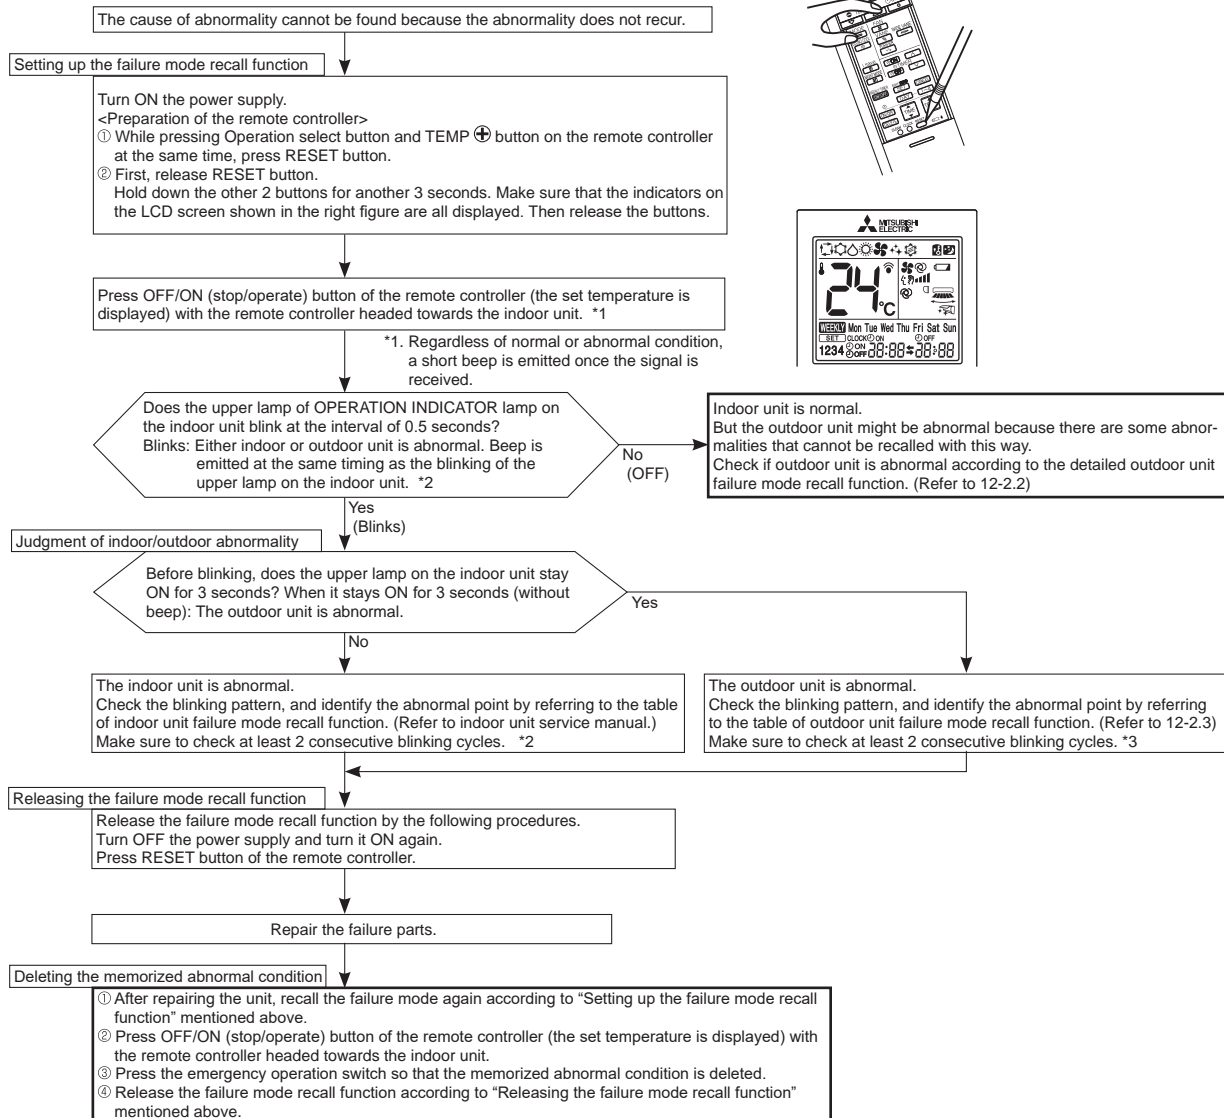 The cause of abnormality cannot be found because the abnormality does not recur.
Setting up the failure mode recall function
Turn ON the power supply.
<Preparation of the remote controller>
① While pressing Operation select button and TEMP ⊕ button on the remote controller
at the same time, press RESET button.
② First, release RESET button.
Hold down the other 2 buttons for another 3 seconds. Make sure that the indicators on
the LCD screen shown in the right figure are all displayed. Then release the buttons.
MITSUBISHI
ELECTRIC
24°C
WEEKLY Mon Tue Wed Thu Fri Sat Sun
SET CLOCK ON OFF
1234 ON
OFF 88:88 88:88
Press OFF/ON (stop/operate) button of the remote controller (the set temperature is
displayed) with the remote controller headed towards the indoor unit. *1
*1. Regardless of normal or abnormal condition,
a short beep is emitted once the signal is
received.
Does the upper lamp of OPERATION INDICATOR lamp on
the indoor unit blink at the interval of 0.5 seconds?
Blinks: Either indoor or outdoor unit is abnormal. Beep is
emitted at the same timing as the blinking of the
upper lamp on the indoor unit. *2
No
(OFF)
Indoor unit is normal.
But the outdoor unit might be abnormal because there are some abnor-
malities that cannot be recalled with this way.
Check if outdoor unit is abnormal according to the detailed outdoor unit
failure mode recall function. (Refer to 12-2.2)
Yes
(Blinks)
Judgment of indoor/outdoor abnormality
Before blinking, does the upper lamp on the indoor unit stay
ON for 3 seconds? When it stays ON for 3 seconds (without
beep): The outdoor unit is abnormal.
Yes
No
The indoor unit is abnormal.
Check the blinking pattern, and identify the abnormal point by referring to the table
of indoor unit failure mode recall function. (Refer to indoor unit service manual.)
Make sure to check at least 2 consecutive blinking cycles. *2
The outdoor unit is abnormal.
Check the blinking pattern, and identify the abnormal point by referring
to the table of outdoor unit failure mode recall function. (Refer to 12-2.3)
Make sure to check at least 2 consecutive blinking cycles. *3
Releasing the failure mode recall function
Release the failure mode recall function by the following procedures.
Turn OFF the power supply and turn it ON again.
Press RESET button of the remote controller.
Repair the failure parts.
Deleting the memorized abnormal condition
① After repairing the unit, recall the failure mode again according to “Setting up the failure mode recall
function” mentioned above.
② Press OFF/ON (stop/operate) button of the remote controller (the set temperature is displayed) with
the remote controller headed towards the indoor unit.
③ Press the emergency operation switch so that the memorized abnormal condition is deleted.
④ Release the failure mode recall function according to “Releasing the failure mode recall function”
mentioned above.